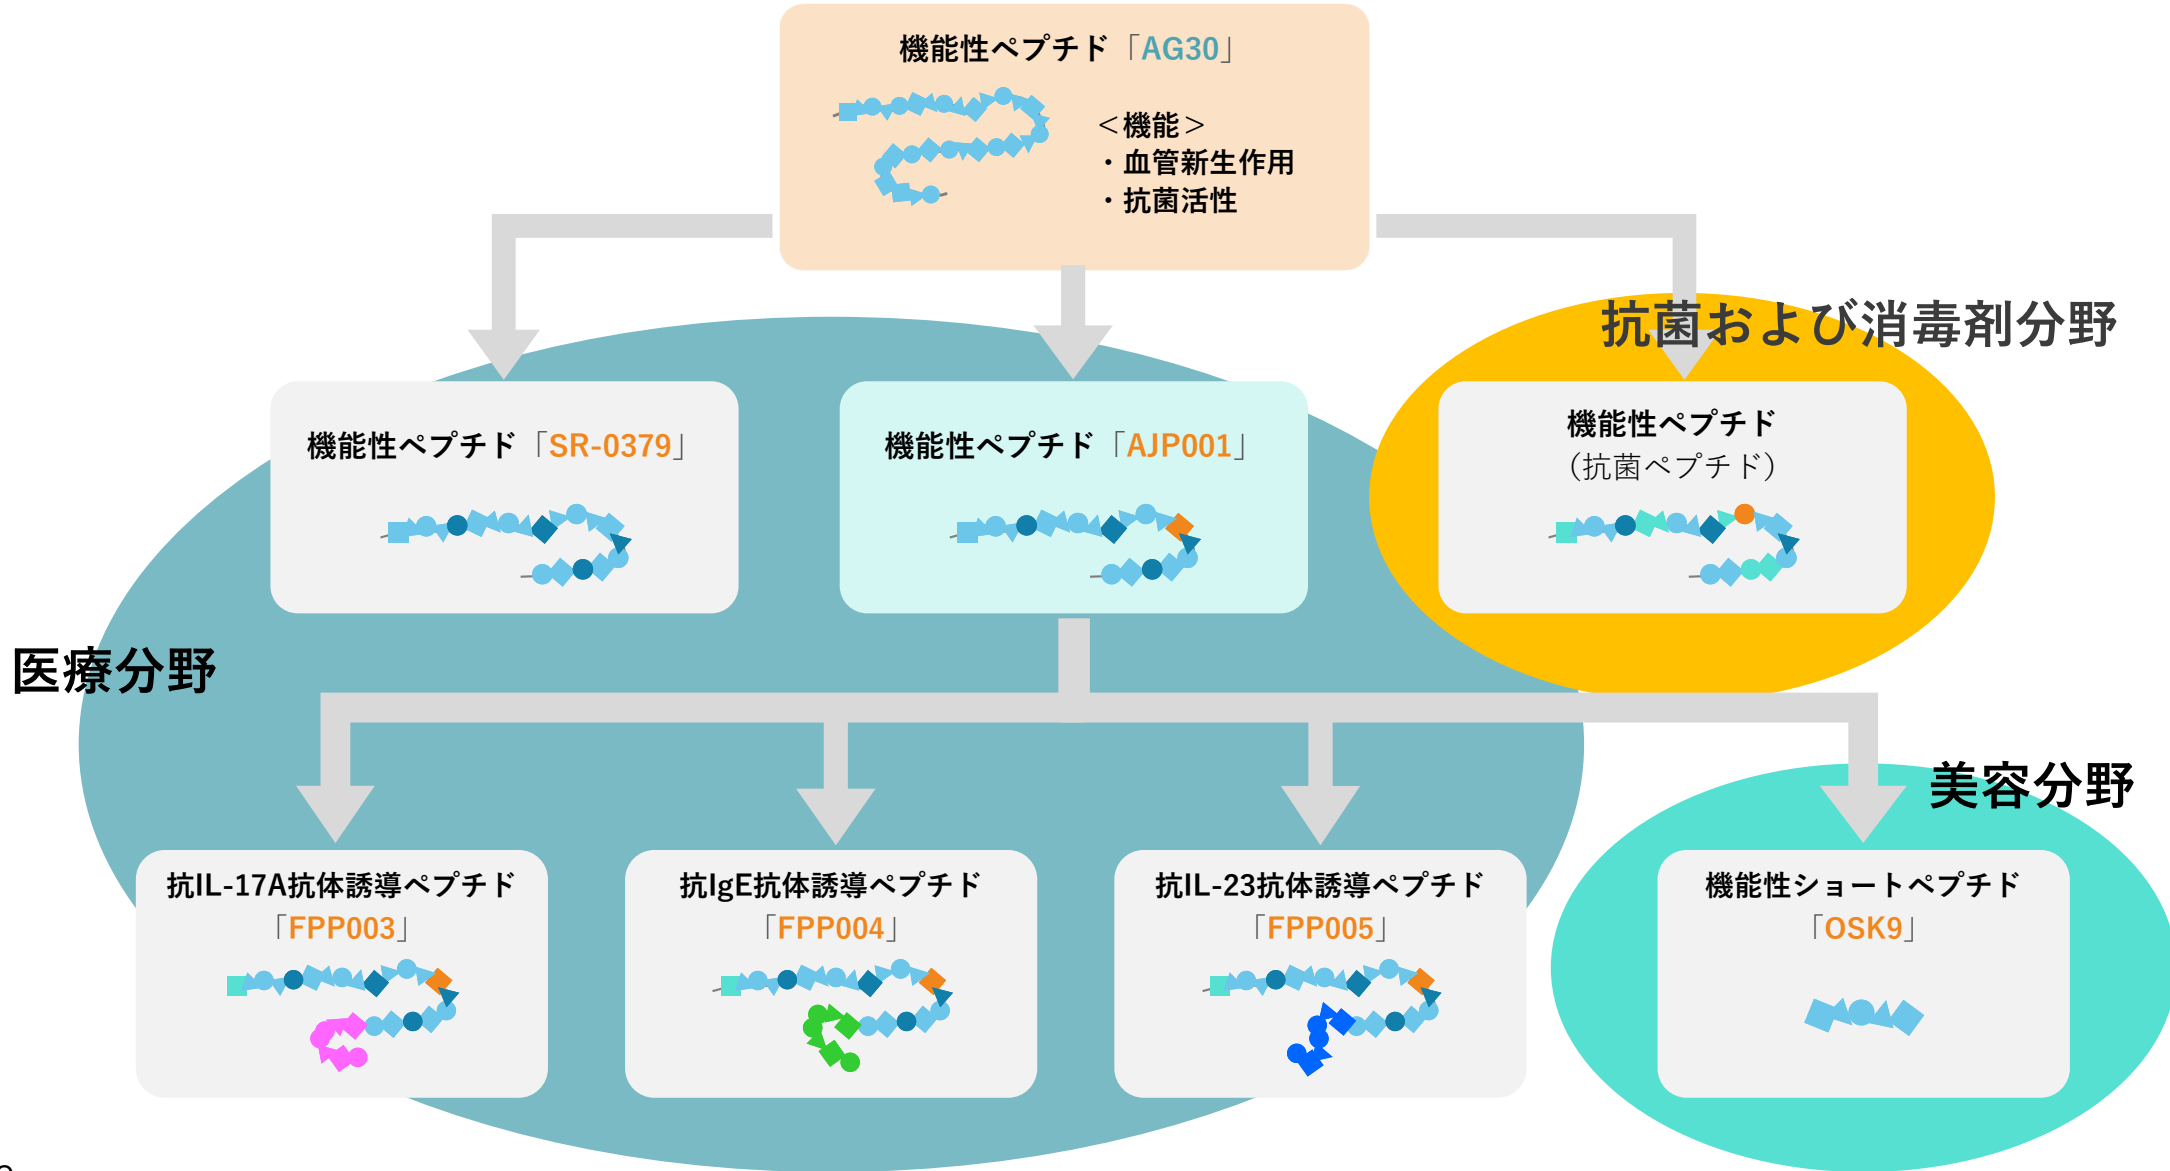 機能性ペプチド「AG30」
＜機能＞
・血管新生作用
・抗菌活性
抗菌および消毒剤分野
機能性ペプチド「SR-0379」
機能性ペプチド「AJP001」
機能性ペプチド
（抗菌ペプチド）
医療分野
美容分野
抗IL-17A抗体誘導ペプチド
「FPP003」
抗IgE抗体誘導ペプチド
「FPP004」
抗IL-23抗体誘導ペプチド
「FPP005」
機能性ショートペプチド
「OSK9」